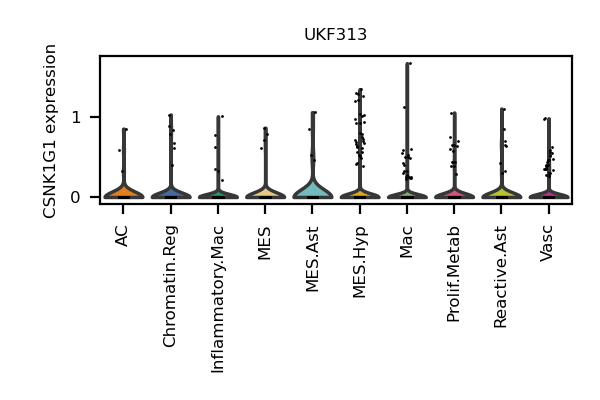 UKF313
CSNK1G1 expression
1
0
AC
Chromatin.Reg
Inflammatory.Mac
MES
MES.Ast
MES.Hyp
Mac
Prolif.Metab
Reactive.Ast
Vasc